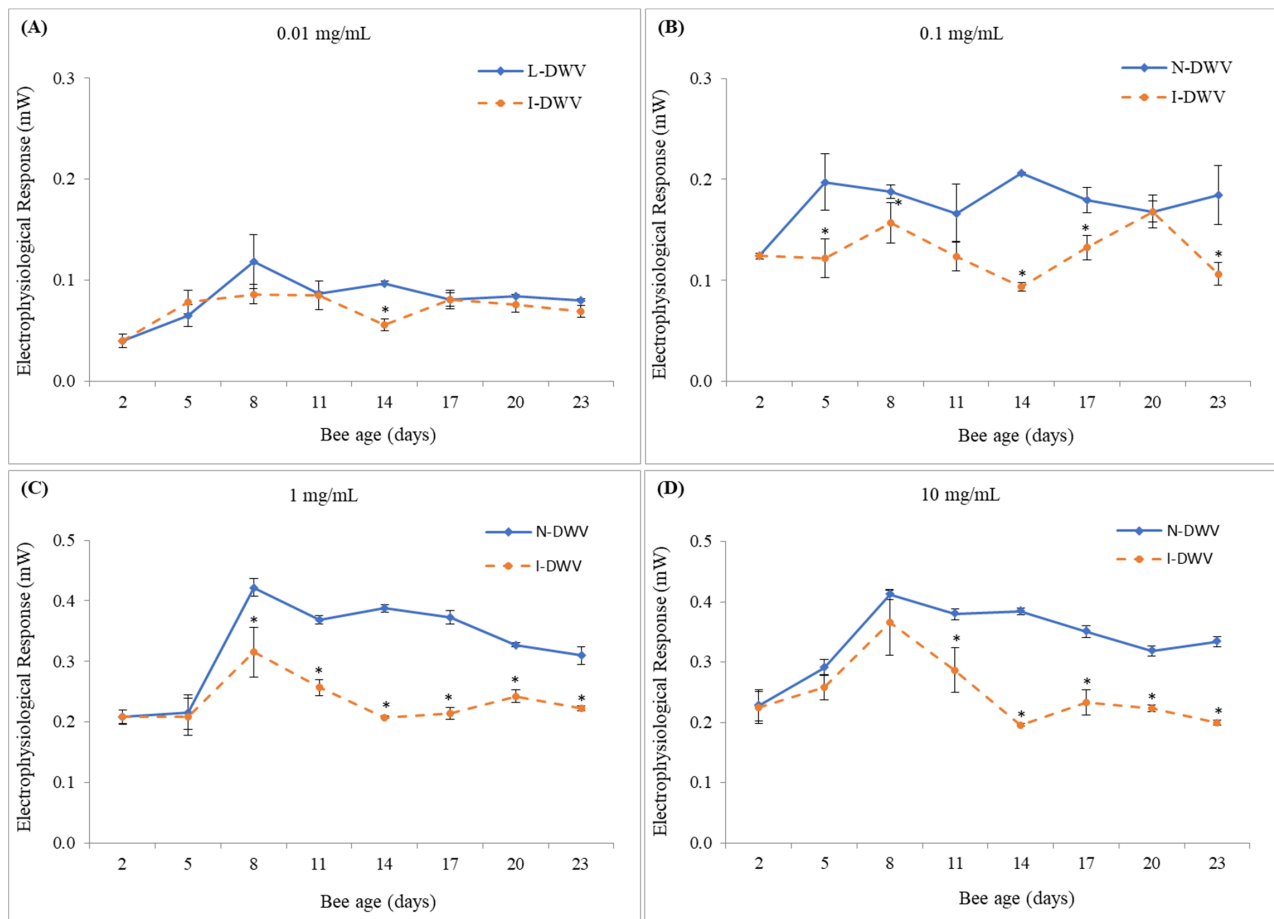 (A)
0.01 mg/mL
L-DWV
I-DWV
Electrophysiological Response (mW)
0.3
0.2
0.1
0.0
*
2 5 8 11 14 17 20 23
Bee age (days)
(B)
0.1 mg/mL
N-DWV
I-DWV
Electrophysiological Response (mW)
0.3
0.2
0.1
0.0
* * * * *
2 5 8 11 14 17 20 23
Bee age (days)
(C)
1 mg/mL
N-DWV
I-DWV
Electrophysiological Response (mW)
0.5
0.4
0.3
0.2
0.1
0.0
* * * * * *
2 5 8 11 14 17 20 23
Bee age (days)
(D)
10 mg/mL
N-DWV
I-DWV
Electrophysiological Response (mW)
0.5
0.4
0.3
0.2
0.1
0.0
* * * * *
2 5 8 11 14 17 20 23
Bee age (days)